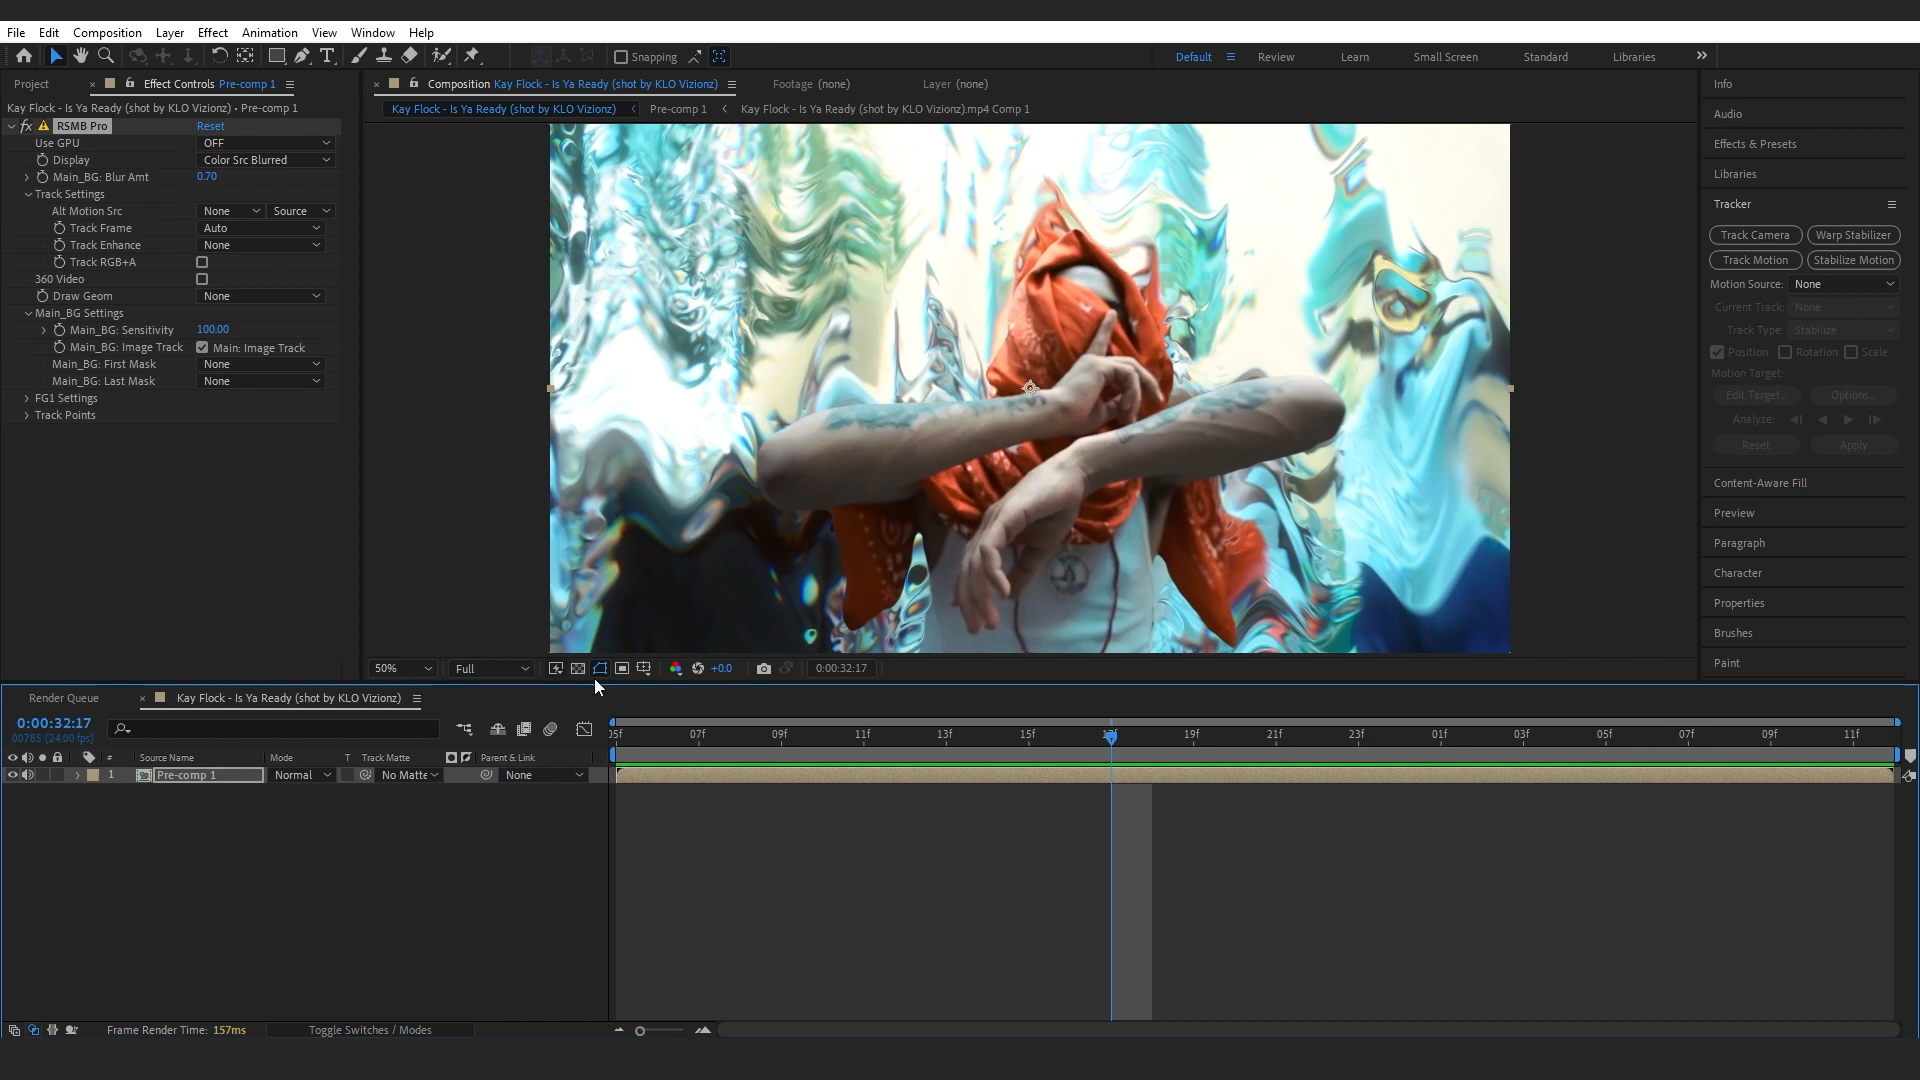 File Edit Composition Layer Effect Animation View Window Help
Snapping
Default Review Learn Small Screen Standard Libraries
Project Effect Controls Pre-comp 1
Composition Kay Flock - Is Ya Ready (shot by KLO Vizionz) Footage (none) Layer (none)
Kay Flock - Is Ya Ready (shot by KLO Vizionz) • Pre-comp 1
Kay Flock - Is Ya Ready (shot by KLO Vizionz) Pre-comp 1 Kay Flock - Is Ya Ready (shot by KLO Vizionz).mp4 Comp 1
fx RSMB Pro Reset
Use GPU OFF
Display Color Src Blurred
Main_BG: Blur Amt 0.70
Track Settings
Alt Motion Src None Source
Track Frame Auto
Track Enhance None
Track RGB+A
360 Video
Draw Geom None
Main_BG Settings
Main_BG: Sensitivity 100.00
Main_BG: Image Track Main: Image Track
Main_BG: First Mask None
Main_BG: Last Mask None
FG1 Settings
Track Points
Info
Audio
Effects & Presets
Libraries
Tracker
Track Camera Warp Stabilizer
Track Motion Stabilize Motion
Motion Source: None
Current Track: None
Track Type: Stabilize
Position Rotation Scale
Motion Target:
Edit Target... Options...
Analyze:
Reset Apply
Content-Aware Fill
Preview
Paragraph
Character
Properties
Brushes
Paint
50% Full +0.0 0:00:32:17
Render Queue Kay Flock - Is Ya Ready (shot by KLO Vizionz)
0:00:32:17
00785 (24.00 fps)
05f 07f 09f 11f 13f 15f 17f 19f 21f 23f 01f 03f 05f 07f 09f 11f
# Source Name Mode T Track Matte Parent & Link
1 Pre-comp 1 Normal No Matte None
Frame Render Time: 157ms Toggle Switches / Modes